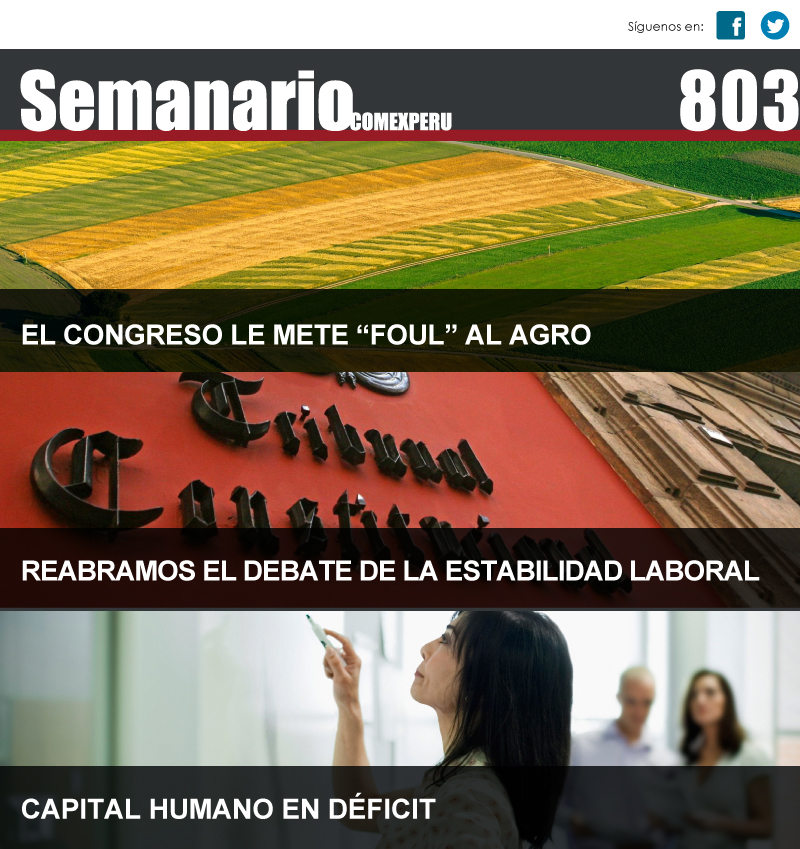 Síguenos en:
Semanario COMEXPERU 803
EL CONGRESO LE METE “FOUL” AL AGRO
Tribunal
REABRAMOS EL DEBATE DE LA ESTABILIDAD LABORAL
CAPITAL HUMANO EN DÉFICIT